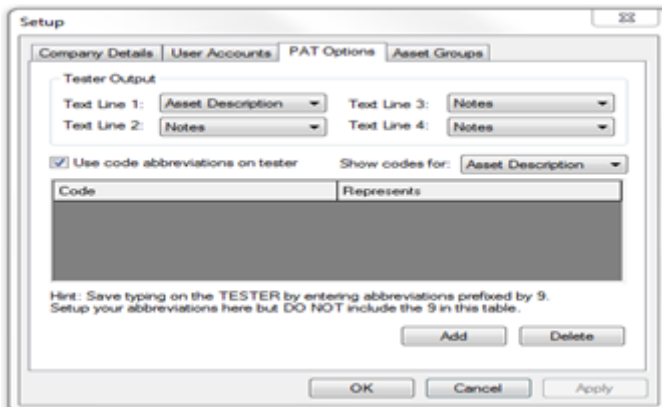 Setup
Company Details User Accounts PAT Options Asset Groups
Tester Output
Text Line 1: Asset Description Text Line 3: Notes
Text Line 2: Notes Text Line 4: Notes
Use code abbreviations on tester Show codes for: Asset Description
Code Represents
Hint: Save typing on the TESTER by entering abbreviations prefixed by 9.
Setup your abbreviations here but DO NOT include the 9 in this table.
Add Delete
OK Cancel Apply